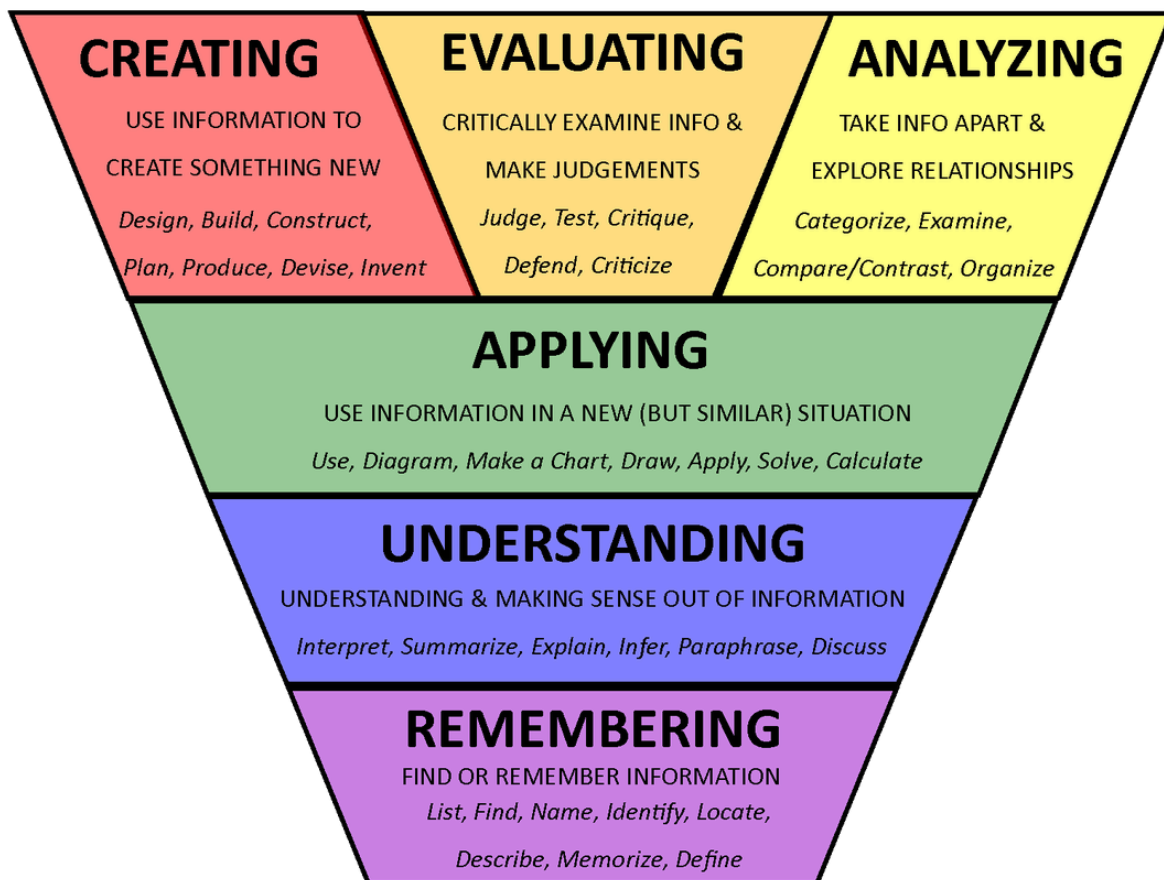 CREATING
USE INFORMATION TO
CREATE SOMETHING NEW
Design, Build, Construct,
Plan, Produce, Devise, Invent
EVALUATING
CRITICALLY EXAMINE INFO &
MAKE JUDGEMENTS
Judge, Test, Critique,
Defend, Criticize
ANALYZING
TAKE INFO APART &
EXPLORE RELATIONSHIPS
Categorize, Examine,
Compare/Contrast, Organize
APPLYING
USE INFORMATION IN A NEW (BUT SIMILAR) SITUATION
Use, Diagram, Make a Chart, Draw, Apply, Solve, Calculate
UNDERSTANDING
UNDERSTANDING & MAKING SENSE OUT OF INFORMATION
Interpret, Summarize, Explain, Infer, Paraphrase, Discuss
REMEMBERING
FIND OR REMEMBER INFORMATION
List, Find, Name, Identify, Locate,
Describe, Memorize, Define